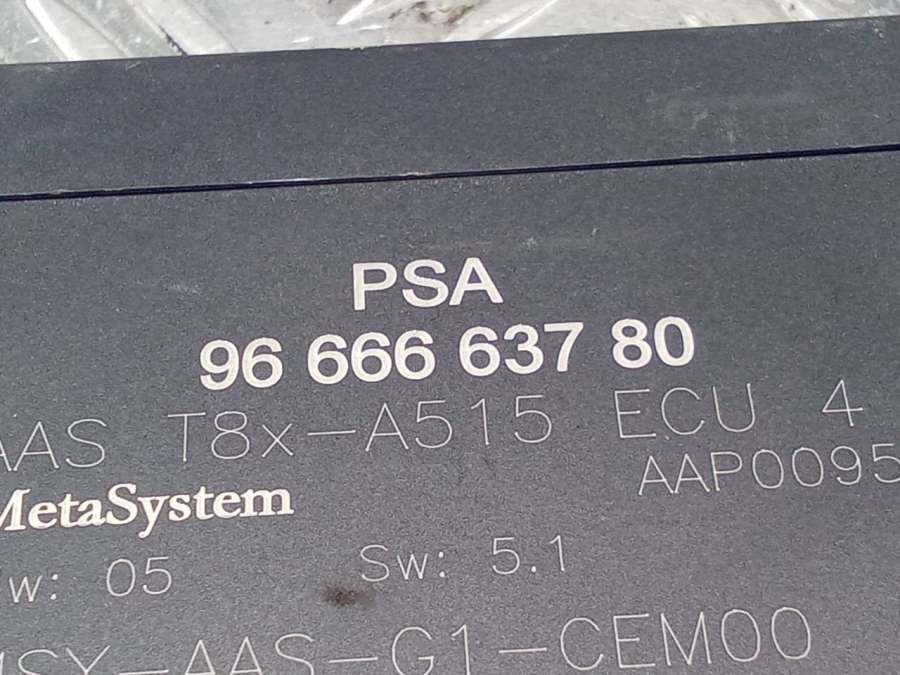 PSA
96 666 637 80
AAS T8x-A515 ECU 4
AAP0095
MetaSystem
w: 05 Sw: 5.1
MSY-AAS-G1-CEM00